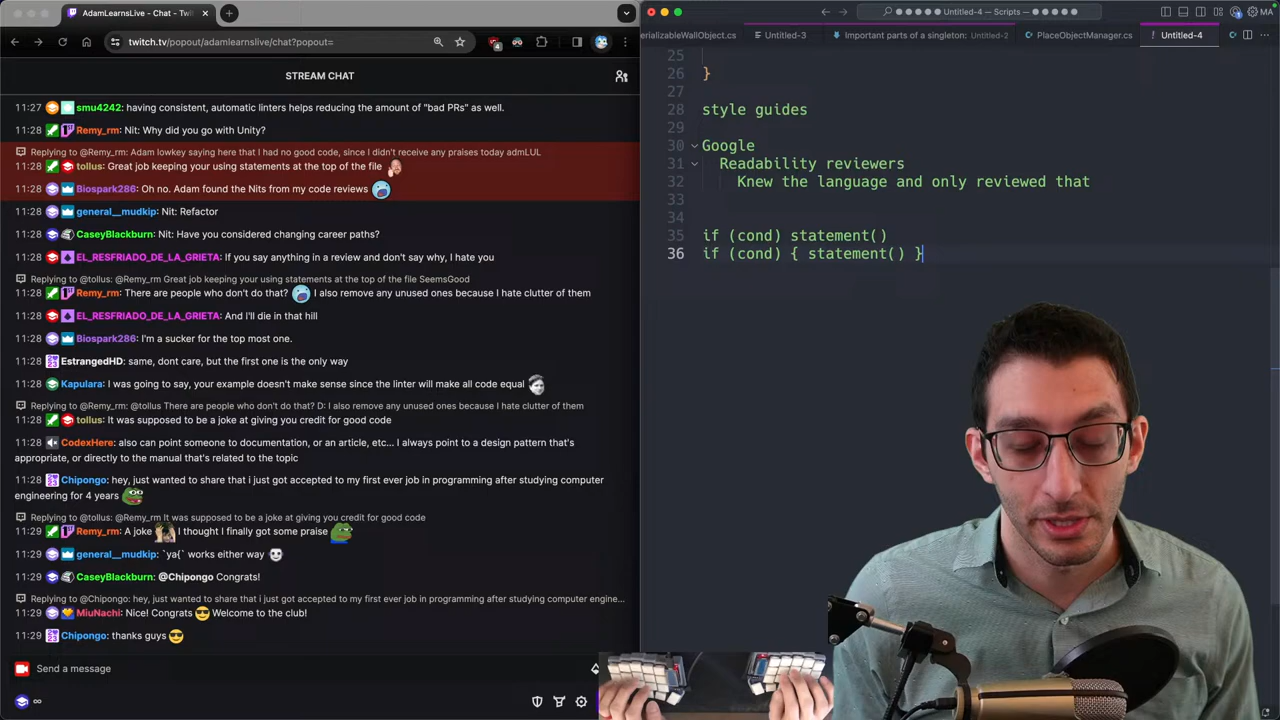 AdamLearnsLive - Chat - Twit
twitch.tv/popout/adamlearnslive/chat?popout=
STREAM CHAT
11:27 smu4242: having consistent, automatic linters helps reducing the amount of "bad PRs" as well.
11:28 Remy_rm: Nit: Why did you go with Unity?
Replying to @Remy_rm: Adam lowkey saying here that I had no good code, since I didn't receive any praises today admLUL
11:28 tollus: Great job keeping your using statements at the top of the file
11:28 Biospark286: Oh no. Adam found the Nits from my code reviews
11:28 general__mudkip: Nit: Refactor
11:28 CaseyBlackburn: Nit: Have you considered changing career paths?
11:28 EL_RESFRIADO_DE_LA_GRIETA: If you say anything in a review and don't say why, I hate you
Replying to @tollus: @Remy_rm: Great job keeping your using statements at the top of the file SeemsGood
11:28 Remy_rm: There are people who don't do that? I also remove any unused ones because I hate clutter of them
11:28 EL_RESFRIADO_DE_LA_GRIETA: And I'll die in that hill
11:28 Biospark286: I'm a sucker for the top most one.
11:28 EstrangedHD: same, dont care, but the first one is the only way
11:28 Kapulara: I was going to say, your example doesn't make sense since the linter will make all code equal
Replying to @Remy_rm: @tollus There are people who don't do that? D: I also remove any unused ones because I hate clutter of them
11:28 tollus: It was supposed to be a joke at giving you credit for good code
11:28 CodexHere: also can point someone to documentation, or an article, etc... I always point to a design pattern that's
appropriate, or directly to the manual that's related to the topic
11:28 Chipongo: hey, just wanted to share that i just got accepted to my first ever job in programming after studying computer
engineering for 4 years
Replying to @tollus: @Remy_rm It was supposed to be a joke at giving you credit for good code
11:29 Remy_rm: A joke I thought I finally got some praise
11:29 general__mudkip: `ya{` works either way
11:29 CaseyBlackburn: @Chipongo Congrats!
Replying to @Chipongo: hey, just wanted to share that i just got accepted to my first ever job in programming after studying computer engine...
11:29 MiuNachi: Nice! Congrats Welcome to the club!
11:29 Chipongo: thanks guys
Send a message
Untitled-4 — Scripts —
MA
erializableWallObject.cs
Untitled-3
Important parts of a singleton: Untitled-2
PlaceObjectManager.cs
Untitled-4
25
26 }
27
28 style guides
29
30 Google
31 Readability reviewers
32 Knew the language and only reviewed that
33
34
35 if (cond) statement()
36 if (cond) { statement() }